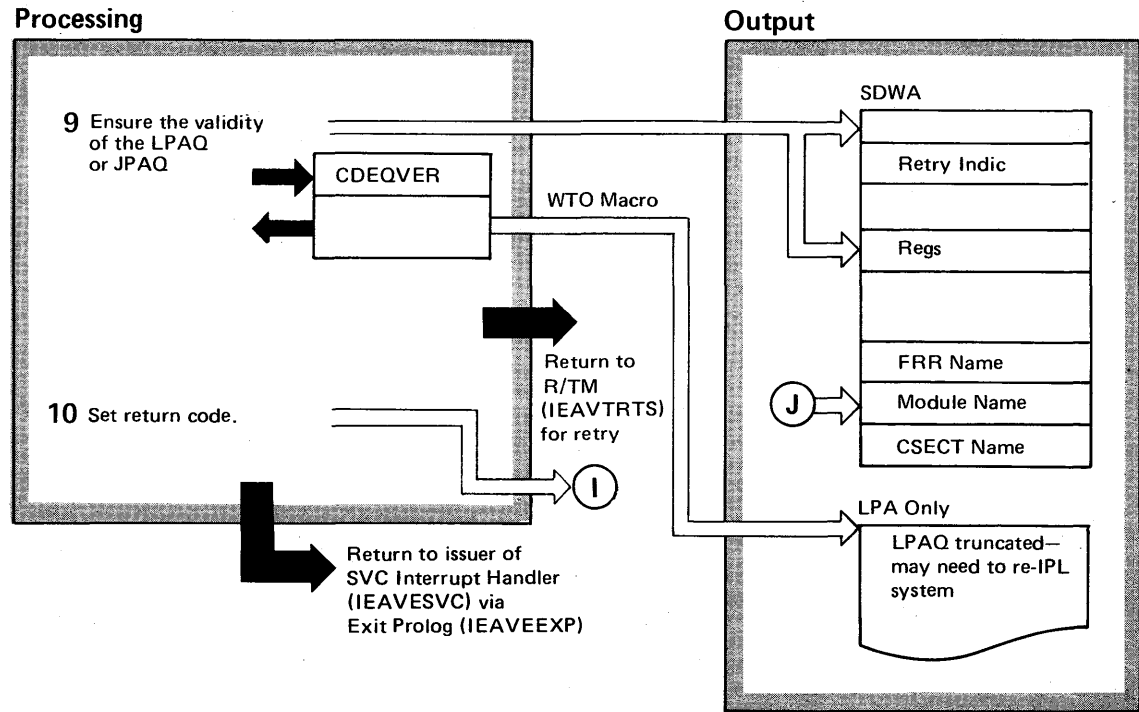 Processing
9 Ensure the validity
of the LPAQ
or JPAQ
CDEQVER
WTO Macro
Return to
R/TM
(IEAVTRTS)
for retry
10 Set return code.
I
Return to issuer of
SVC Interrupt Handler
(IEAVESVC) via
Exit Prolog (IEAVEEXP)
Output
SDWA
Retry Indic
Regs
FRR Name
J
Module Name
CSECT Name
LPA Only
LPAQ truncated—
may need to re-IPL
system